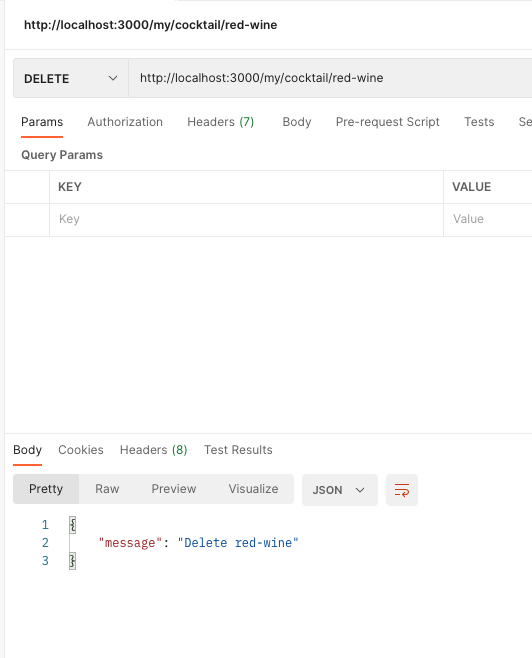 http://localhost:3000/my/cocktail/red-wine
DELETE http://localhost:3000/my/cocktail/red-wine
Params Authorization Headers (7) Body Pre-request Script Tests Se
Query Params
KEY VALUE
Key Value
Body Cookies Headers (8) Test Results
Pretty Raw Preview Visualize JSON
1 {
2 "message": "Delete red-wine"
3 }